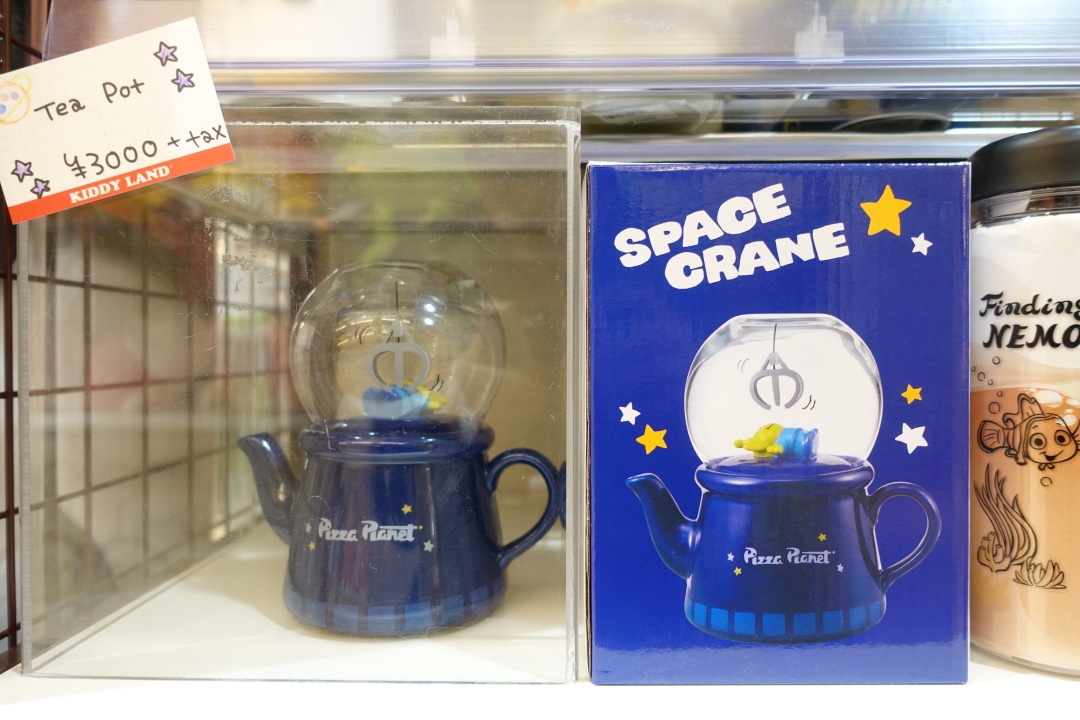 Tea Pot
¥3000 + tax
KIDDY LAND
Pizza Planet
SPACE
CRANE
Pizza Planet
Finding
NEMO